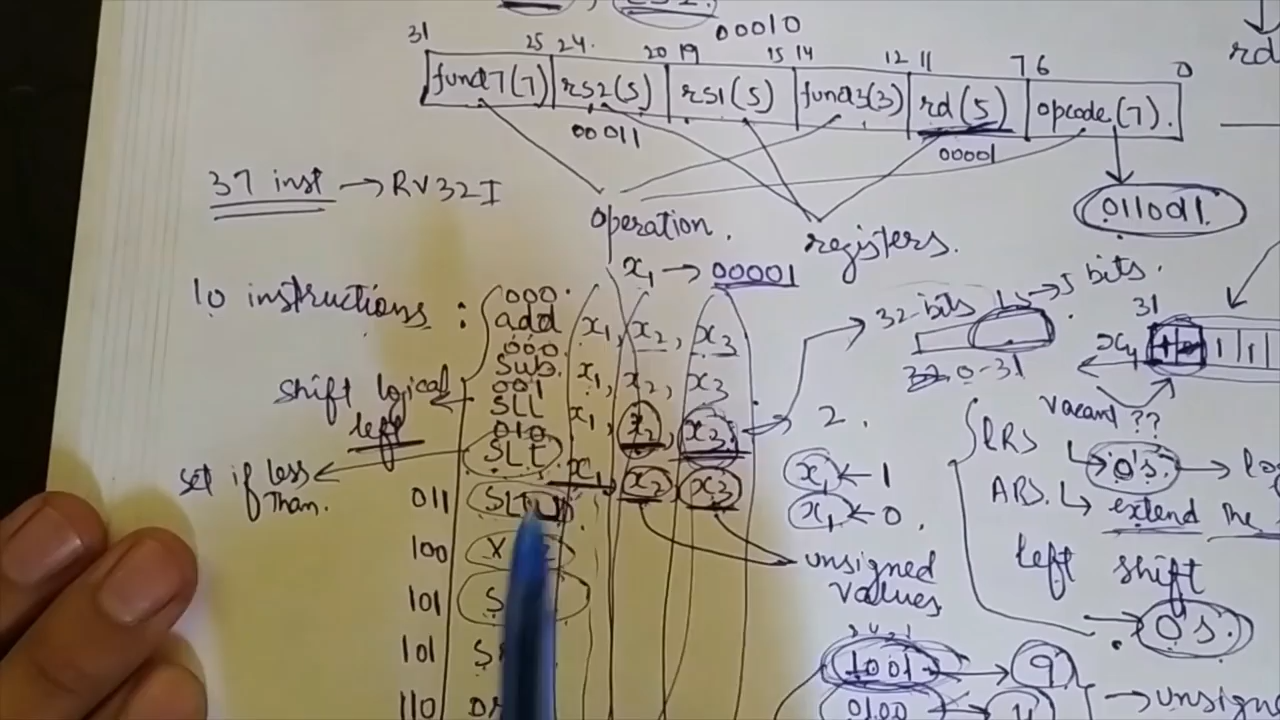 00010
31 25 24 20 19 15 14 12 11 7 6 0
funct7(7) rs2(5) rs1(5) funct3(3) rd(5) opcode(7).
rd
00011
00001
37 inst → RV32I
0110011
operation.
registers.
x1 → 00001
10 instructions :
000
add x1, x2, x3
000
Sub x1, x2, x3
001
SLL x1, x2, x3
010
SLt x1 x2 x3
shift logical
left
set if less
Than.
011 SLTU
100 X
101 S
101 S
110 OR
32 bits
5 bits.
0-31
31
x4
1 1
vacant ??
2.
x1 ← 1
x1 ← 0.
unsigned
values
LRS
0's.
ARS. → extend the
left shift
0's.
1001 → 9
0100
→ unsig